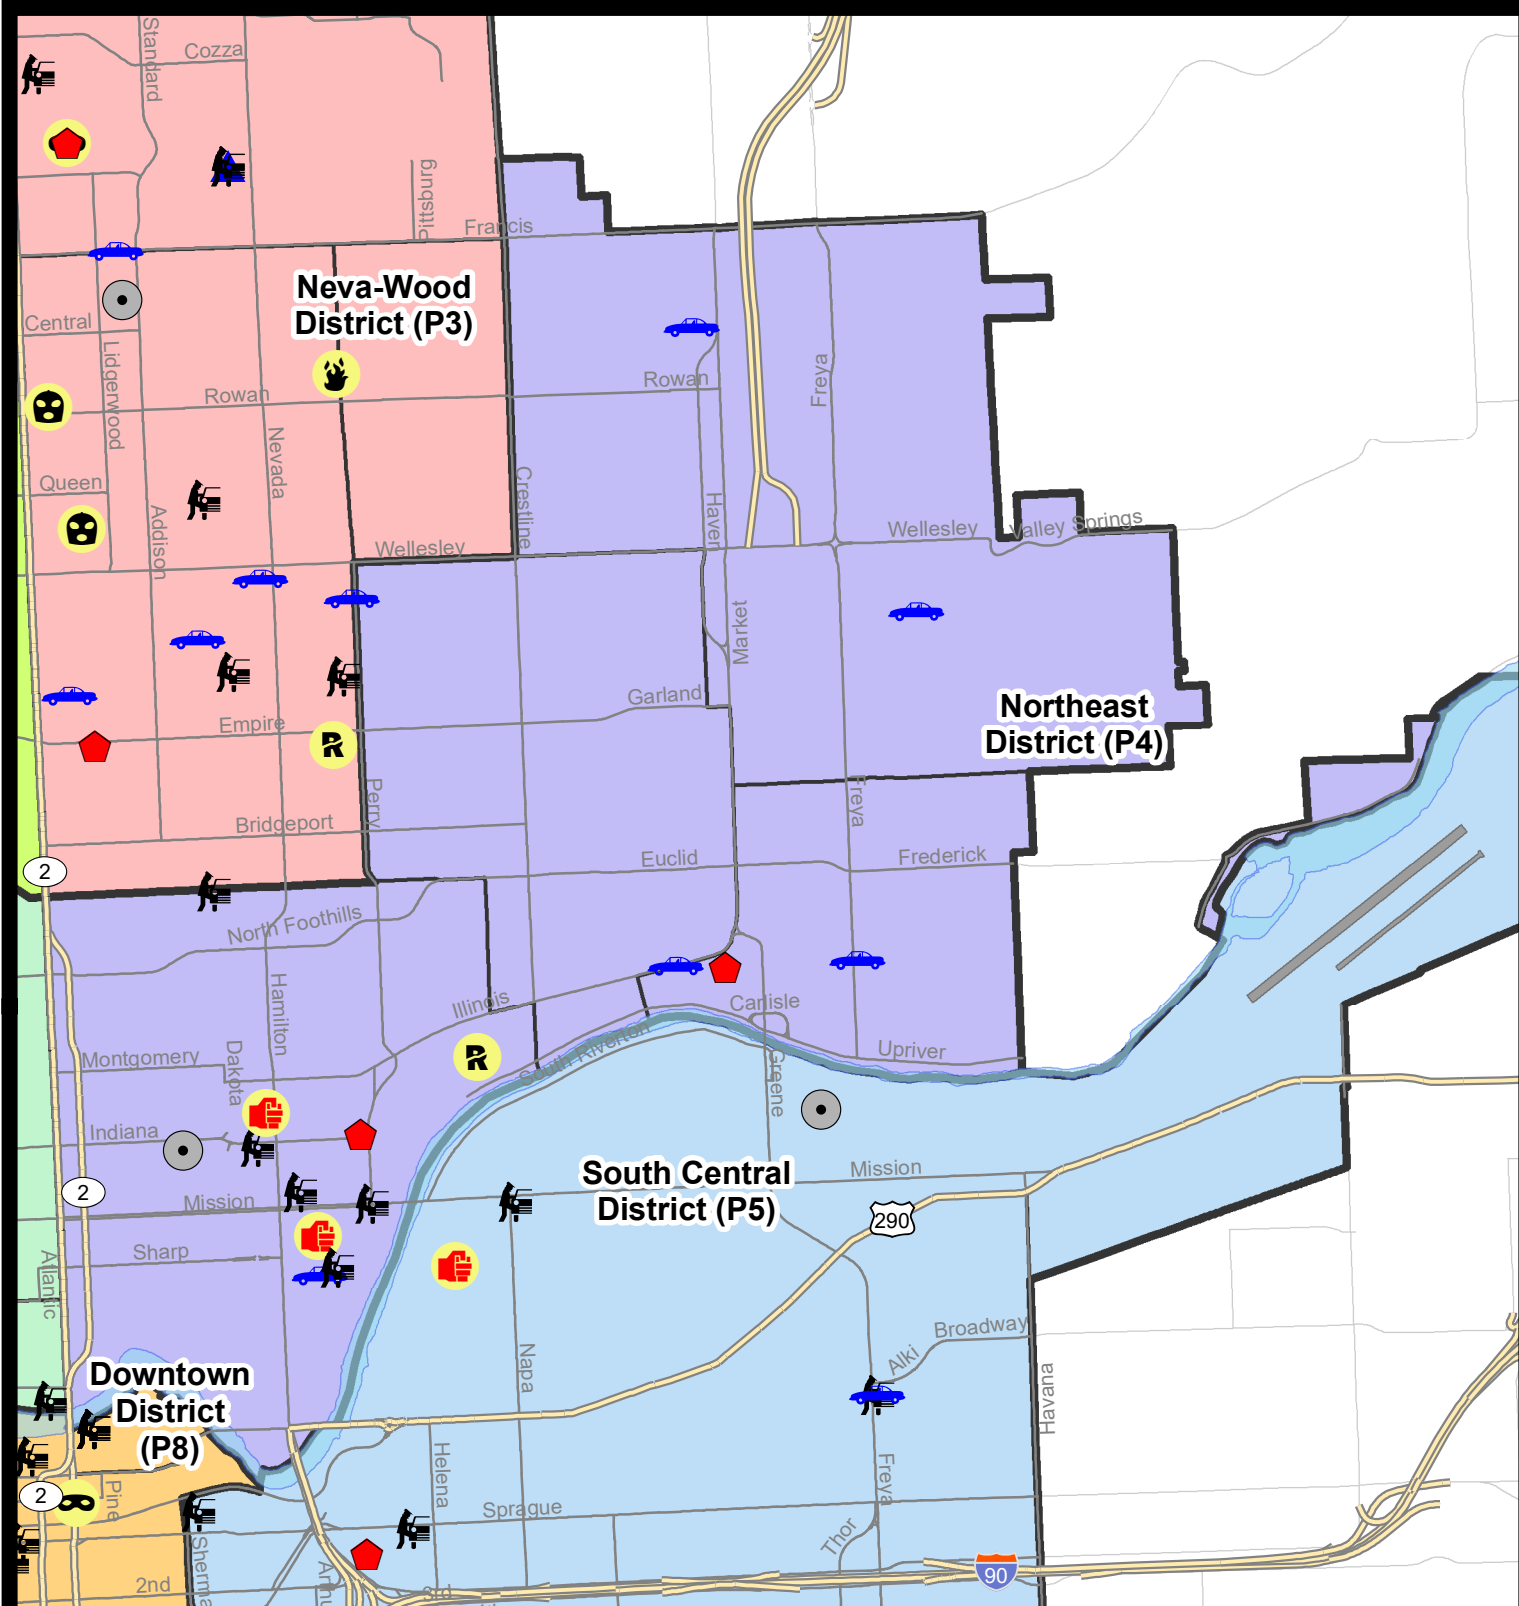 Standard
Cozza
Pittsburg
Francis
Neva-Wood
District (P3)
Central
Lidgerwood
Rowan
Rowan
Freya
Nevada
Queen
Addison
Crestline
Haven
Wellesley
Wellesley
Valley Springs
Market
Garland
Northeast
District (P4)
Empire
Perry
Freya
Bridgeport
Euclid
Frederick
2
North Foothills
Hamilton
Illinois
Carlisle
South Riverton
Upriver
Montgomery
Dakota
Greene
Indiana
South Central
District (P5)
Mission
Mission
2
290
Sharp
Atlantic
Napa
Broadway
Alki
Havana
Downtown
District
(P8)
Helena
Freya
2
Pine
Sprague
Thor
Sherma
Arthu
2nd
3rd
90